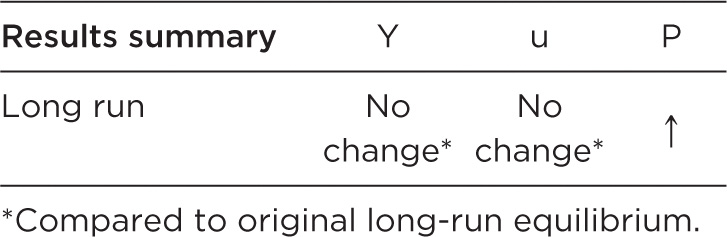 Results summary Y u P
Long run No change* No change* ↑
*Compared to original long-run equilibrium.